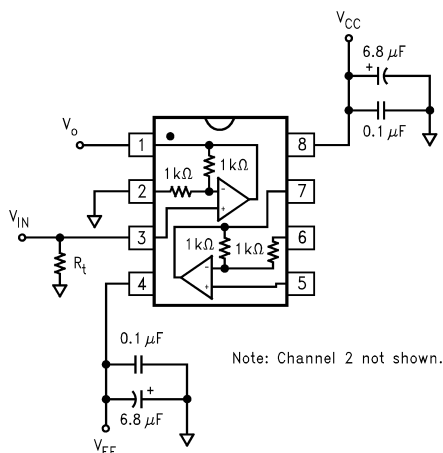 V_CC
6.8 μF
+
0.1 μF
V_o
1
8
1 kΩ
1 kΩ
2
-
+
7
V_IN
3
1 kΩ
1 kΩ
6
R_t
4
-
+
5
0.1 μF
Note: Channel 2 not shown.
+
6.8 μF
V_EE